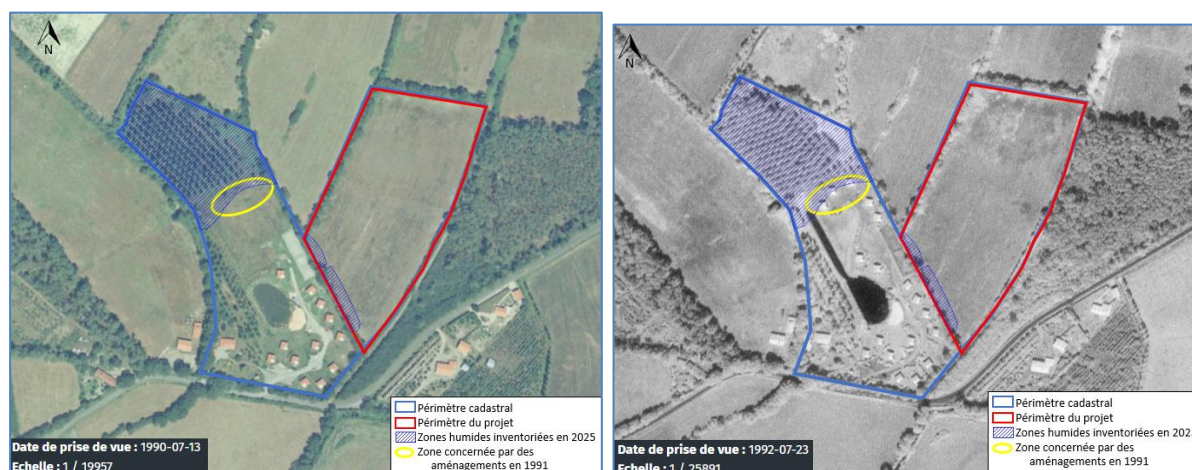 N
Périmètre cadastral
Périmètre du projet
Zones humides inventoriées en 2025
Zone concernée par des
aménagements en 1991
Date de prise de vue : 1990-07-13
Echelle : 1 / 19957
N
Périmètre cadastral
Périmètre du projet
Zones humides inventoriées en 202
Zone concernée par des
aménagements en 1991
Date de prise de vue : 1992-07-23
Echelle : 1 / 25891